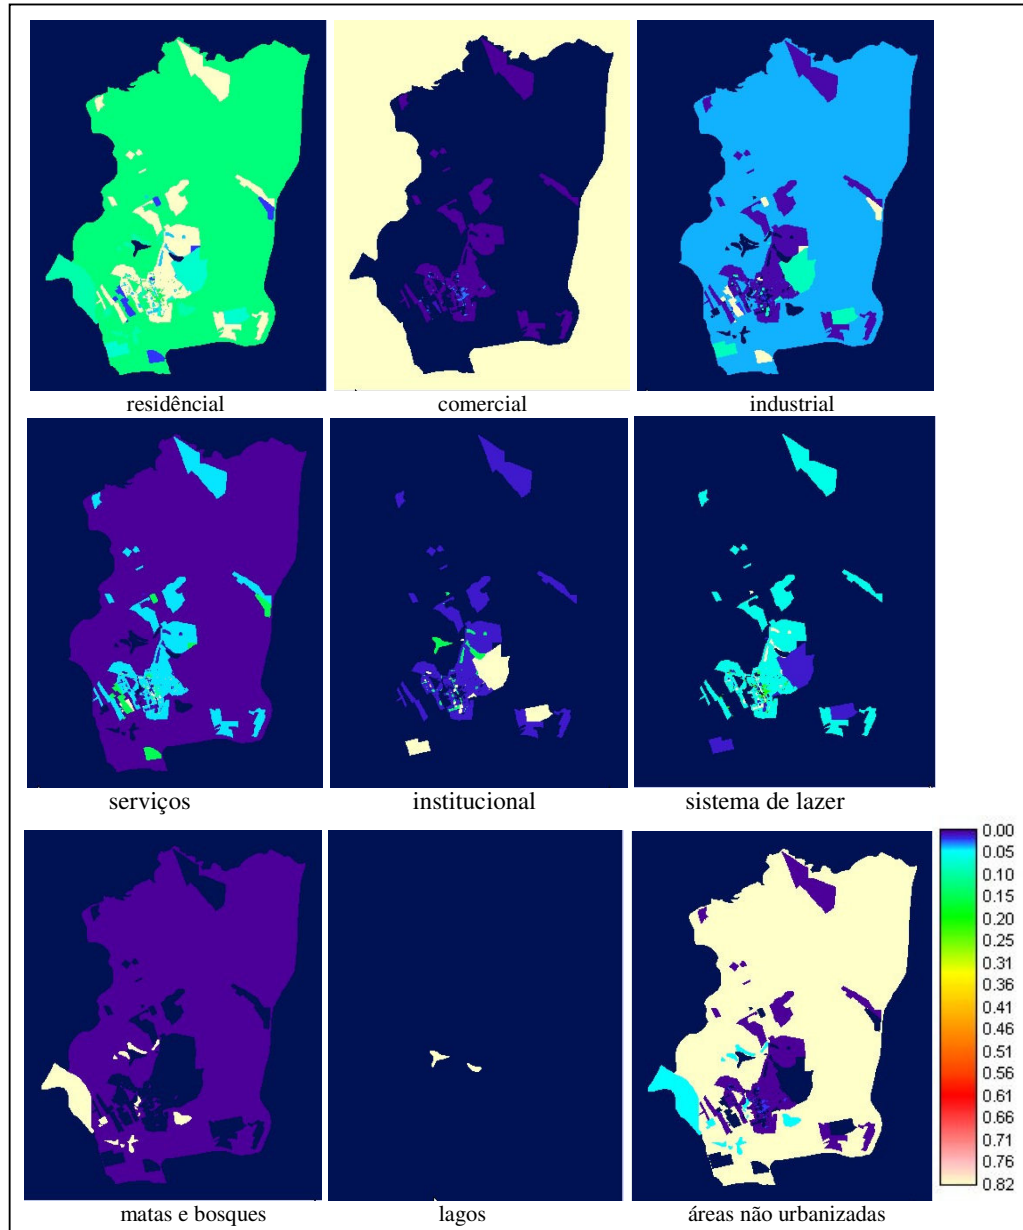 residêncial
comercial
industrial
serviços
institucional
sistema de lazer
matas e bosques
lagos
áreas não urbanizadas
0.00
0.05
0.10
0.15
0.20
0.25
0.31
0.36
0.41
0.46
0.51
0.56
0.61
0.66
0.71
0.76
0.82